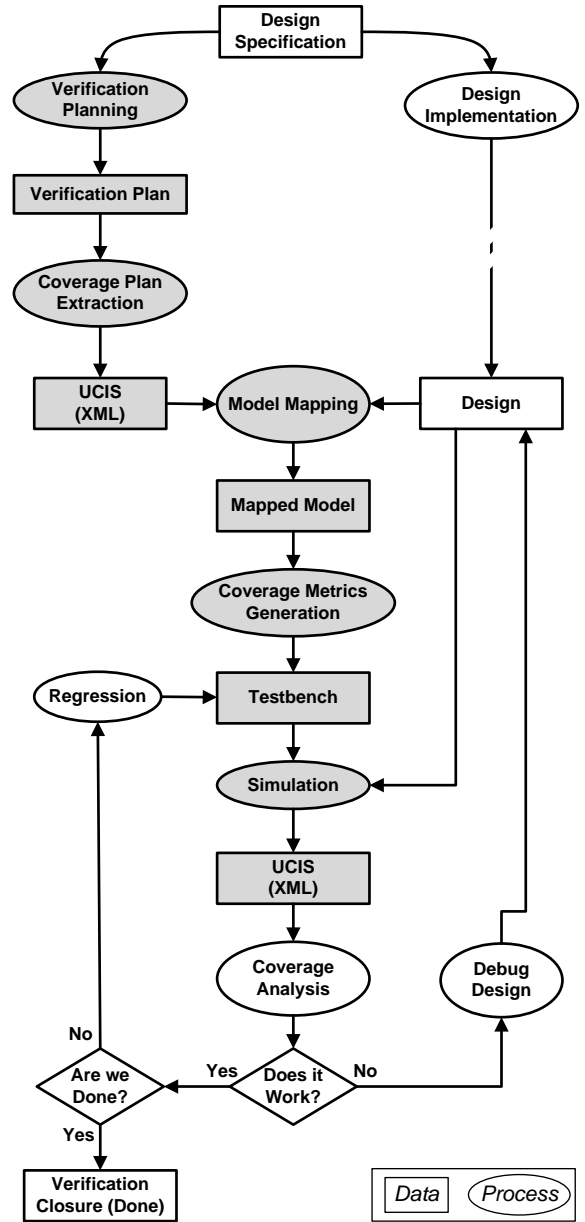 Design
Specification
Verification
Planning
Design
Implementation
Verification Plan
Coverage Plan
Extraction
UCIS
(XML)
Model Mapping
Design
Mapped Model
Coverage Metrics
Generation
Regression
Testbench
Simulation
UCIS
(XML)
Coverage
Analysis
Debug
Design
No
Are we
Done?
Yes
Does it
Work?
No
Yes
Verification
Closure (Done)
Data
Process